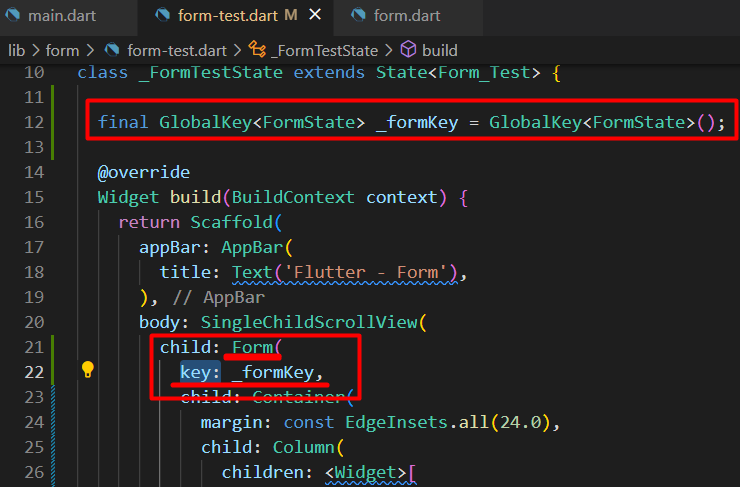 main.dart form-test.dart M form.dart
lib > form > form-test.dart > _FormTestState > build
10 class _FormTestState extends State<Form_Test> {
11
12 final GlobalKey<FormState> _formKey = GlobalKey<FormState>();
13
14 @override
15 Widget build(BuildContext context) {
16 return Scaffold(
17 appBar: AppBar(
18 title: Text('Flutter - Form'),
19 ), // AppBar
20 body: SingleChildScrollView(
21 child: Form(
22 key: _formKey,
23 child: Container(
24 margin: const EdgeInsets.all(24.0),
25 child: Column(
26 children: <Widget>[